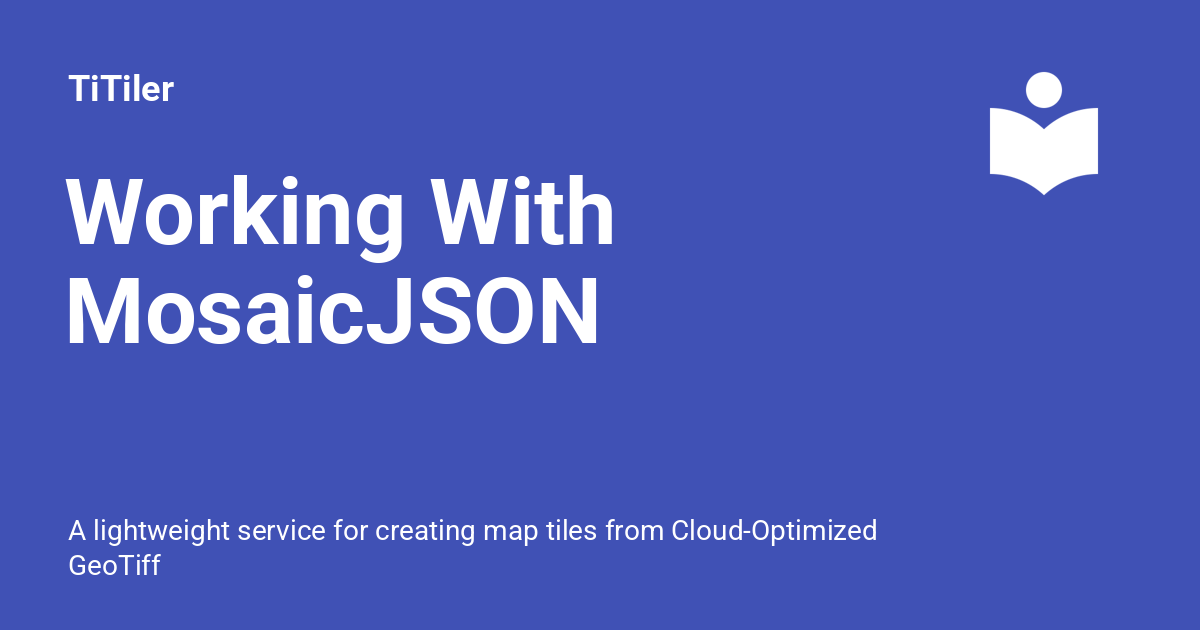 TiTiler
Working With
MosaicJSON
A lightweight service for creating map tiles from Cloud-Optimized
GeoTiff